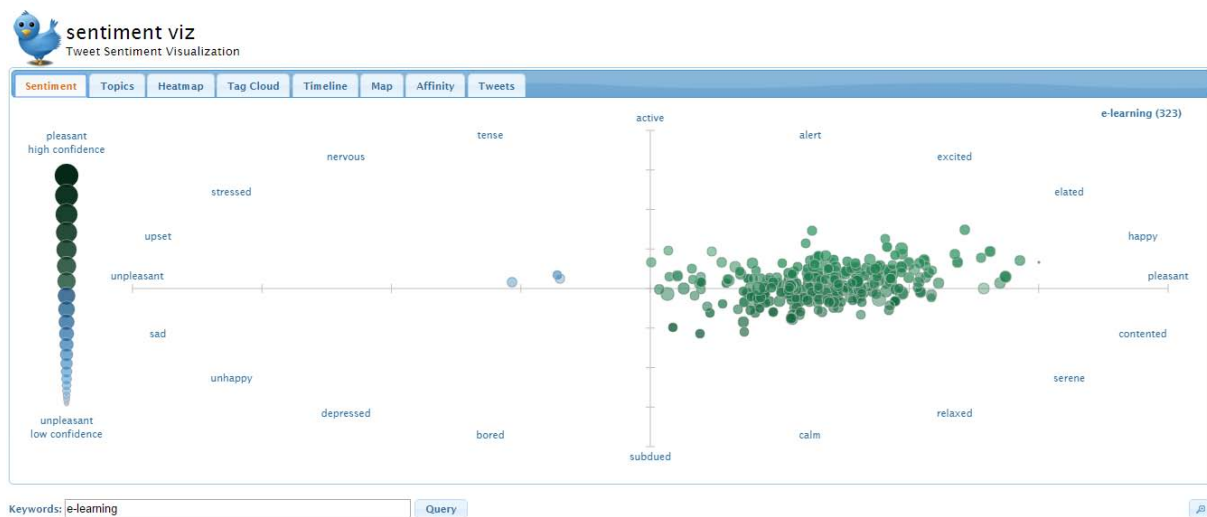 sentiment viz
Tweet Sentiment Visualization
Sentiment Topics Heatmap Tag Cloud Timeline Map Affinity Tweets
e-learning (323)
active
pleasant
high confidence
tense
alert
nervous
excited
stressed
elated
upset
happy
unpleasant
pleasant
sad
contented
unhappy
serene
depressed
relaxed
unpleasant
low confidence
bored
calm
subdued
Keywords: e-learning Query